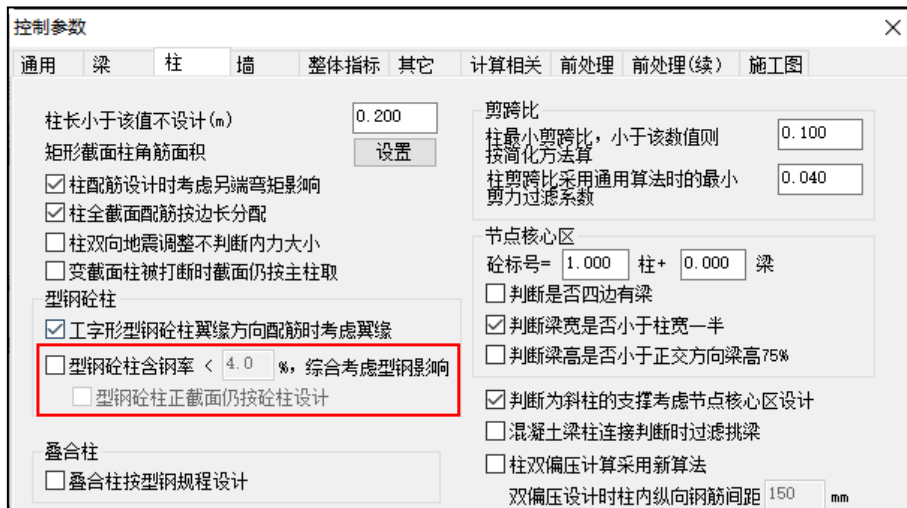 控制参数
通用 梁 柱 墙 整体指标 其它 计算相关 前处理 前处理(续) 施工图
柱长小于该值不设计(m) 0.200
矩形截面柱角筋面积 设置
柱配筋设计时考虑另端弯矩影响
柱全截面配筋按边长分配
柱双向地震调整不判断内力大小
变截面柱被打断时截面仍按主柱取
型钢砼柱
工字形型钢砼柱翼缘方向配筋时考虑翼缘
型钢砼柱含钢率 < 4.0 %, 综合考虑型钢影响
型钢砼柱正截面仍按砼柱设计
叠合柱
叠合柱按型钢规程设计
剪跨比
柱最小剪跨比, 小于该数值则
按简化方法算 0.100
柱剪跨比采用通用算法时的最小
剪力过滤系数 0.040
节点核心区
砼标号= 1.000 柱+ 0.000 梁
判断是否四边有梁
判断梁宽是否小于柱宽一半
判断梁高是否小于正交方向梁高75%
判断为斜柱的支撑考虑节点核心区设计
混凝土梁柱连接判断时过滤挑梁
柱双偏压计算采用新算法
双偏压设计时柱内纵向钢筋间距 150 mm